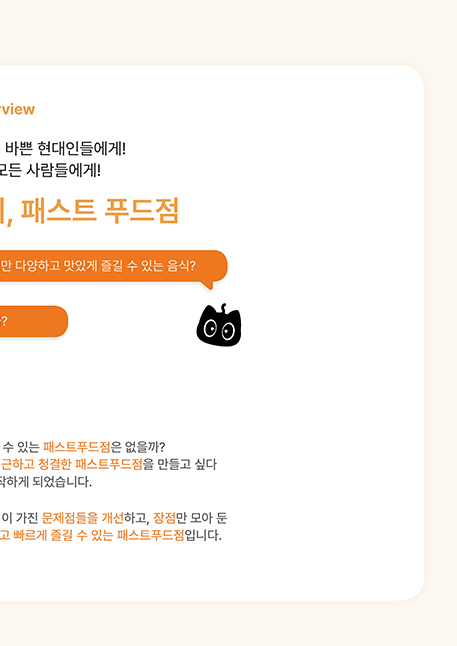 rview
바쁜 현대인들에게!
모든 사람들에게!
, 패스트 푸드점
만 다양하고 맛있게 즐길 수 있는 음식?
?
수 있는 패스트푸드점은 없을까?
근하고 청결한 패스트푸드점을 만들고 싶다
작하게 되었습니다.
이 가진 문제점들을 개선하고, 장점만 모아 둔
고 빠르게 즐길 수 있는 패스트푸드점입니다.